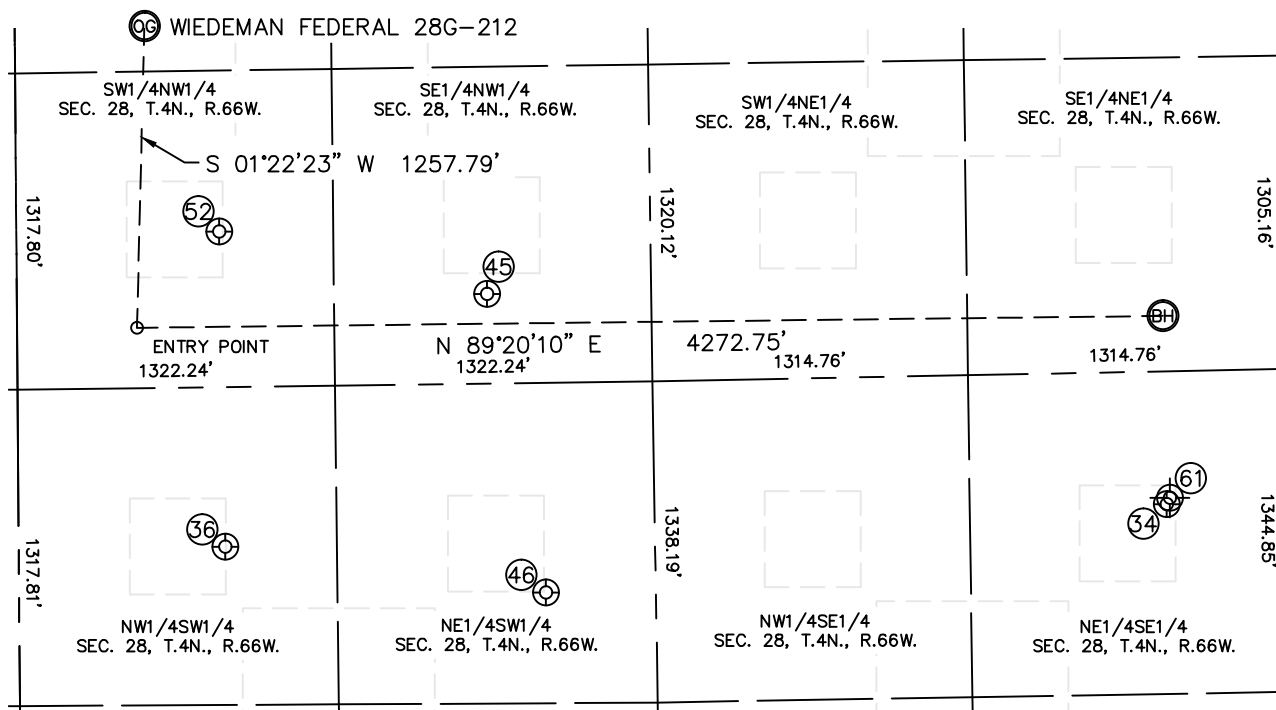 OG WIEDEMAN FEDERAL 28G-212
SW1/4NW1/4
SEC. 28, T.4N., R.66W.
SE1/4NW1/4
SEC. 28, T.4N., R.66W.
SW1/4NE1/4
SEC. 28, T.4N., R.66W.
SE1/4NE1/4
SEC. 28, T.4N., R.66W.
S 01°22'23" W 1257.79'
1317.80'
52
45
1320.12'
1305.16'
BH
ENTRY POINT
N 89°20'10" E 4272.75'
1322.24'
1322.24'
1314.76'
1314.76'
1317.81'
36
46
1338.19'
61
34
1344.85'
NW1/4SW1/4
SEC. 28, T.4N., R.66W.
NE1/4SW1/4
SEC. 28, T.4N., R.66W.
NW1/4SE1/4
SEC. 28, T.4N., R.66W.
NE1/4SE1/4
SEC. 28, T.4N., R.66W.